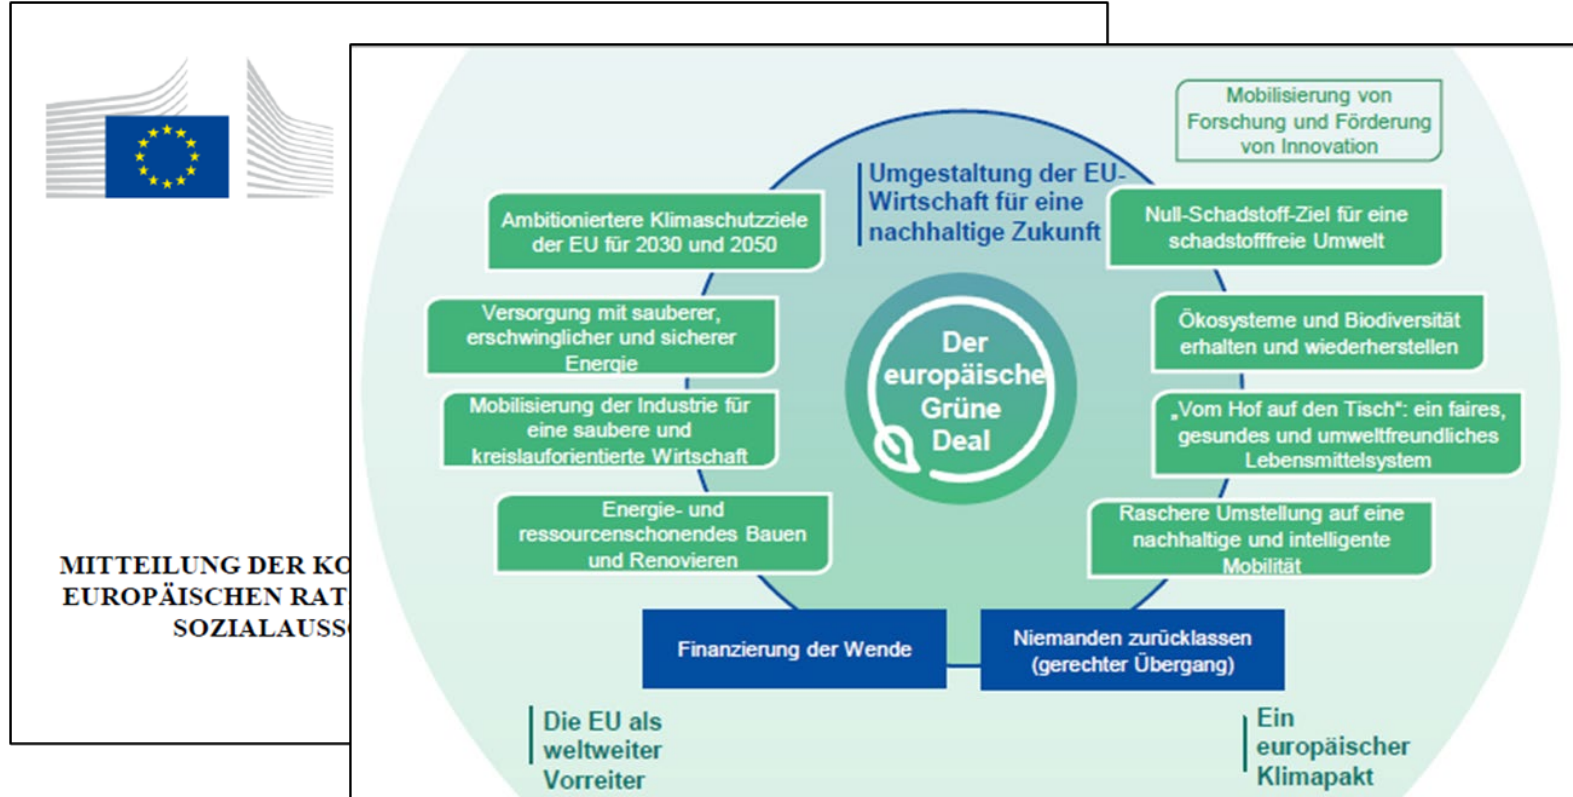 MITTEILUNG DER KO
EUROPÄISCHEN RAT
SOZIALAUSS
Mobilisierung von
Forschung und Förderung
von Innovation
Umgestaltung der EU-
Wirtschaft für eine
nachhaltige Zukunft
Ambitioniertere Klimaschutzziele
der EU für 2030 und 2050
Null-Schadstoff-Ziel für eine
schadstofffreie Umwelt
Versorgung mit sauberer,
erschwinglicher und sicherer
Energie
Ökosysteme und Biodiversität
erhalten und wiederherstellen
Der
europäische
Grüne
Deal
Mobilisierung der Industrie für
eine saubere und
kreislauforientierte Wirtschaft
„Vom Hof auf den Tisch“: ein faires,
gesundes und umweltfreundliches
Lebensmittelsystem
Energie- und
ressourcenschonendes Bauen
und Renovieren
Raschere Umstellung auf eine
nachhaltige und intelligente
Mobilität
Finanzierung der Wende
Niemanden zurücklassen
(gerechter Übergang)
Die EU als
weltweiter
Vorreiter
Ein
europäischer
Klimapakt